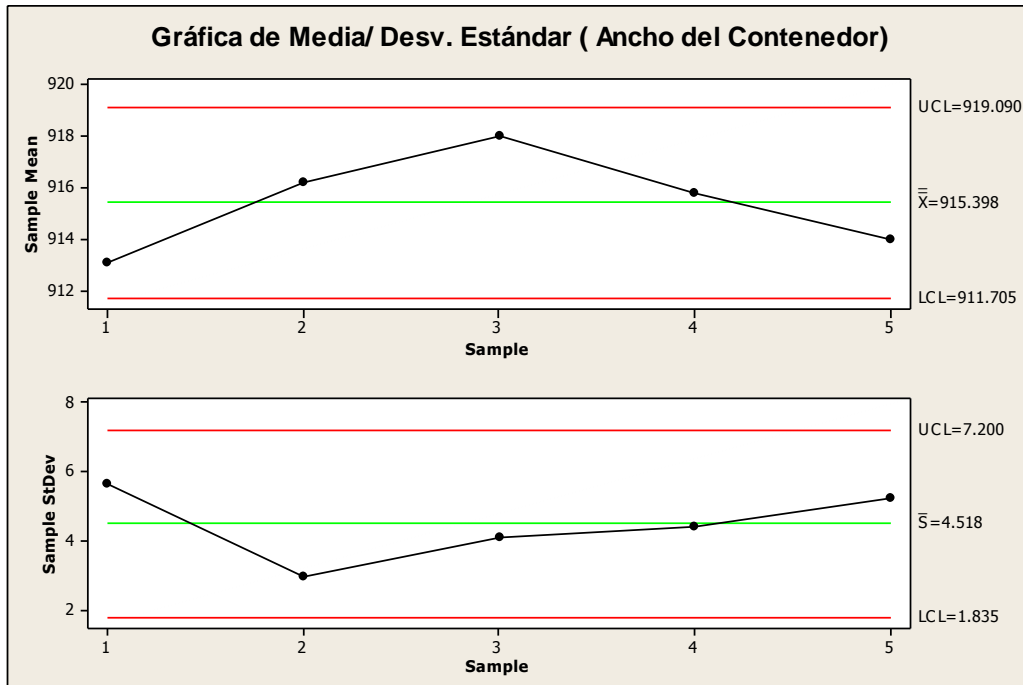 Gráfica de Media/ Desv. Estándar ( Ancho del Contenedor)
920
918
916
914
912
Sample Mean
UCL=919.090
X̿=915.398
LCL=911.705
1 2 3 4 5
Sample
8
6
4
2
Sample StDev
UCL=7.200
S̅=4.518
LCL=1.835
1 2 3 4 5
Sample